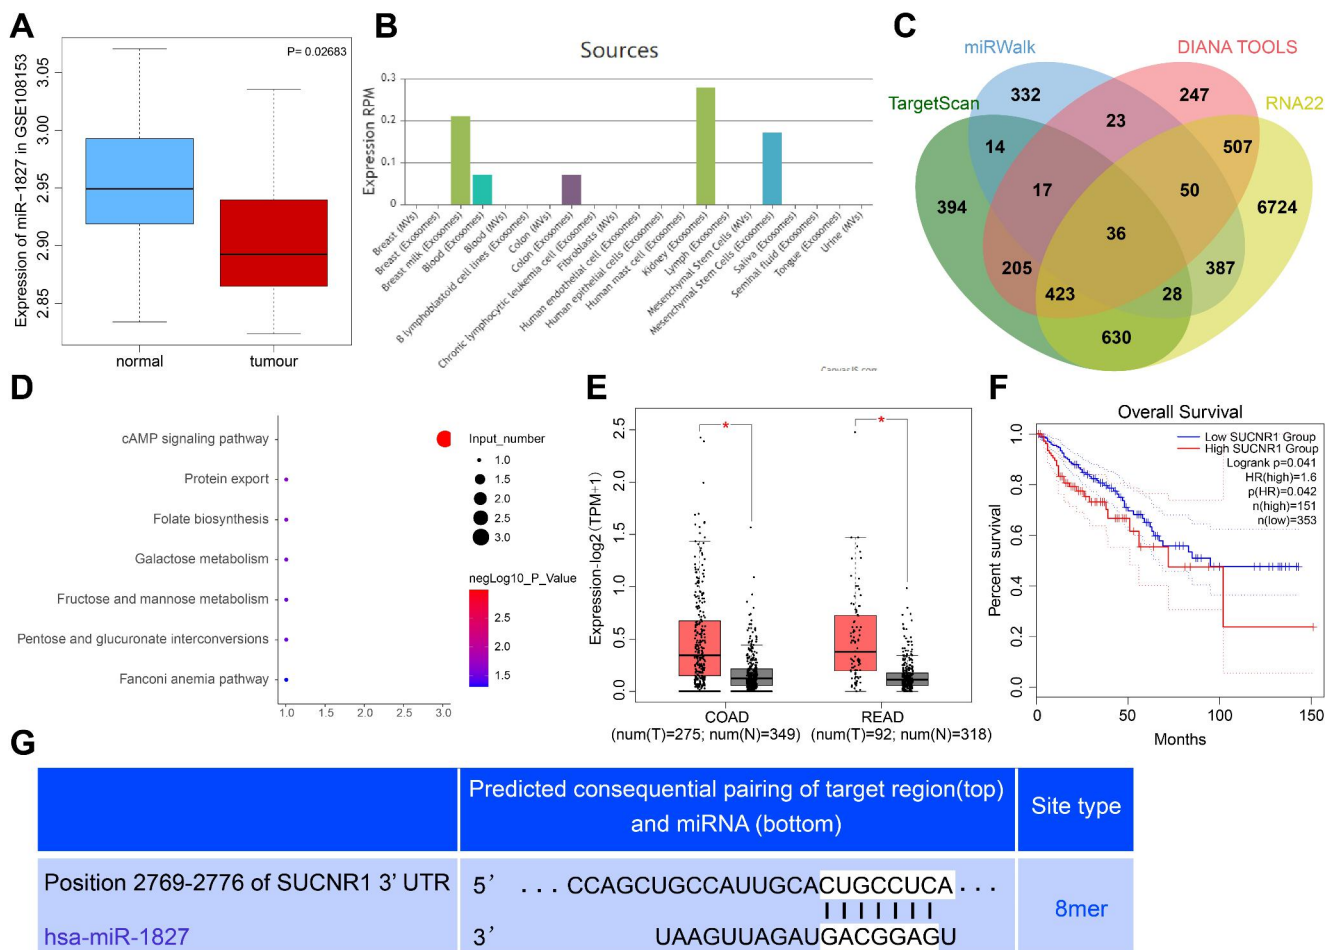 A
P= 0.02683
Expression of miR-1827 in GSE108153
3.05
3.00
2.95
2.90
2.85
normal
tumour
B
Sources
Expression RPM
0.3
0.2
0.1
0
Breast (MVs)
Breast (Exosomes)
Breast milk (Exosomes)
Blood (Exosomes)
Blood (MVs)
B lymphoblastoid cell lines (Exosomes)
Colon (MVs)
Colon (Exosomes)
Chronic lymphocytic leukemia cell (Exosomes)
Fibroblasts (MVs)
Human endothelial cell (Exosomes)
Human epithelial cells (Exosomes)
Human mast cell (Exosomes)
Kidney (Exosomes)
Lymph (Exosomes)
Mesenchymal Stem Cells (MVs)
Mesenchymal Stem Cells (Exosomes)
Saliva (Exosomes)
Seminal fluid (Exosomes)
Tongue (Exosomes)
Urine (MVs)
CanvasJS.com
C
miRWalk
DIANA TOOLS
TargetScan
RNA22
332
247
23
14
507
17
50
394
6724
36
205
387
423
28
630
D
cAMP signaling pathway
Protein export
Folate biosynthesis
Galactose metabolism
Fructose and mannose metabolism
Pentose and glucuronate interconversions
Fanconi anemia pathway
1.0
1.5
2.0
2.5
3.0
Input_number
1.0
1.5
2.0
2.5
3.0
negLog10_P_Value
2.5
2.0
1.5
E
Expression-log2(TPM+1)
2.5
2.0
1.5
1.0
0.5
0.0
*
*
COAD
(num(T)=275; num(N)=349)
READ
(num(T)=92; num(N)=318)
F
Overall Survival
Low SUCNR1 Group
High SUCNR1 Group
Logrank p=0.041
HR(high)=1.6
p(HR)=0.042
n(high)=151
n(low)=353
Percent survival
1.0
0.8
0.6
0.4
0.2
0.0
0
50
100
150
Months
G
Predicted consequential pairing of target region(top)
and miRNA (bottom)
Site type
Position 2769-2776 of SUCNR1 3' UTR
5' ... CCAGCUGCCAUUGCACUGCCUCA...
hsa-miR-1827
3' UAAGUUAGAUGACGGAGU
8mer